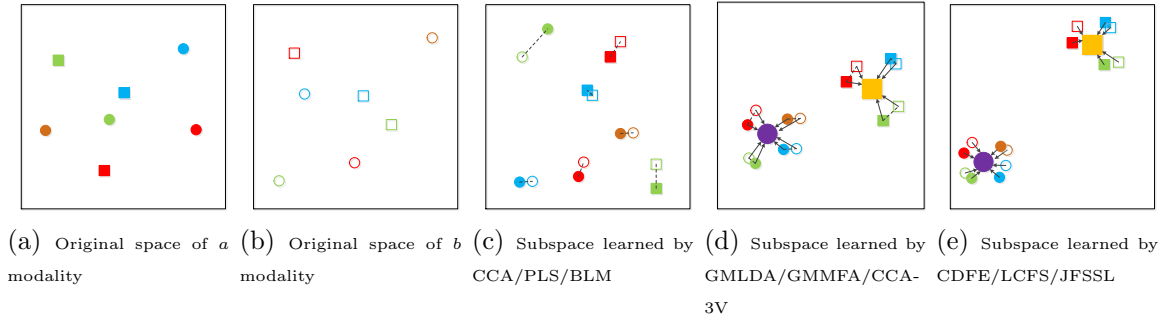 (a) Original space of a
modality
(b) Original space of b
modality
(c) Subspace learned by
CCA/PLS/BLM
(d) Subspace learned by
GMLDA/GMMFA/CCA-
3V
(e) Subspace learned by
CDFE/LCFS/JFSSL